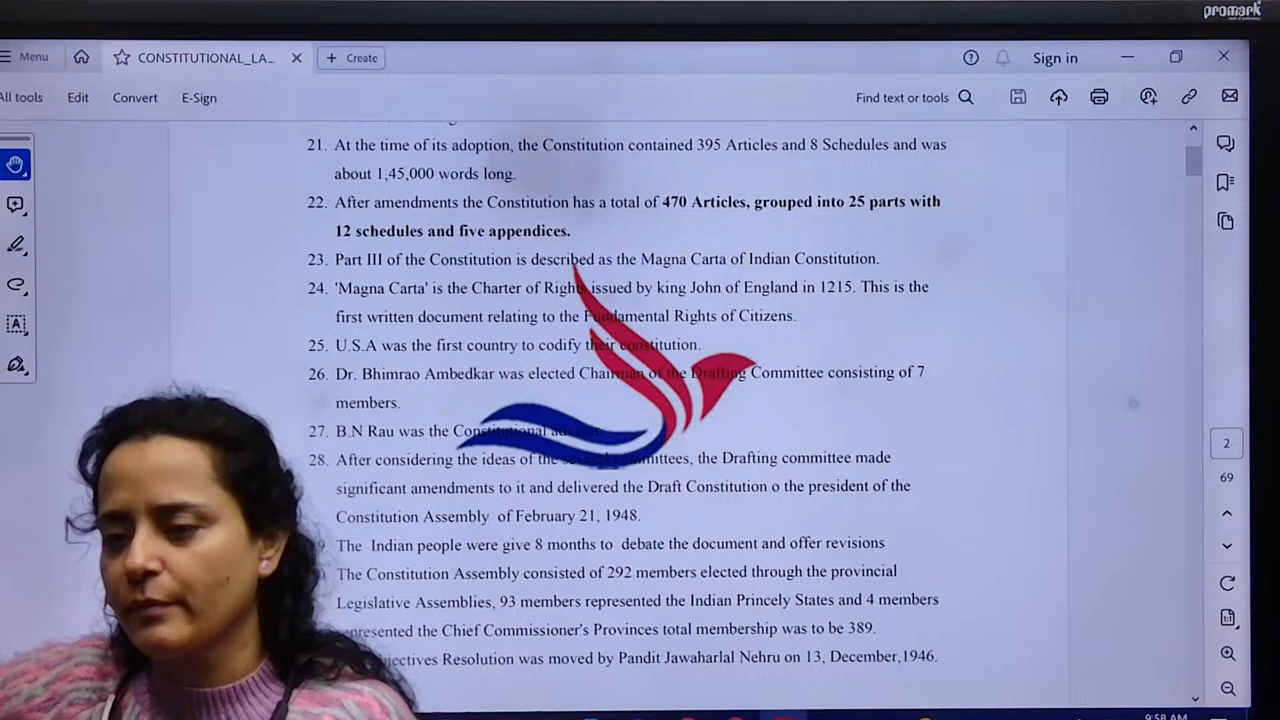 promark
Menu
CONSTITUTIONAL_LA...
Create
Sign in
All tools
Edit
Convert
E-Sign
Find text or tools
21. At the time of its adoption, the Constitution contained 395 Articles and 8 Schedules and was
about 1,45,000 words long.
22. After amendments the Constitution has a total of 470 Articles, grouped into 25 parts with
12 schedules and five appendices.
23. Part III of the Constitution is described as the Magna Carta of Indian Constitution.
24. 'Magna Carta' is the Charter of Rights issued by king John of England in 1215. This is the
first written document relating to the Fundamental Rights of Citizens.
25. U.S.A was the first country to codify their constitution.
26. Dr. Bhimrao Ambedkar was elected Chairman of the Drafting Committee consisting of 7
members.
27. B.N Rau was the Constitutional
28. After considering the ideas of the several committees, the Drafting committee made
significant amendments to it and delivered the Draft Constitution o the president of the
Constitution Assembly of February 21, 1948.
The Indian people were give 8 months to debate the document and offer revisions
The Constitution Assembly consisted of 292 members elected through the provincial
Legislative Assemblies, 93 members represented the Indian Princely States and 4 members
represented the Chief Commissioner's Provinces total membership was to be 389.
Resolution was moved by Pandit Jawaharlal Nehru on 13, December,1946.
2
69
9:58 AM